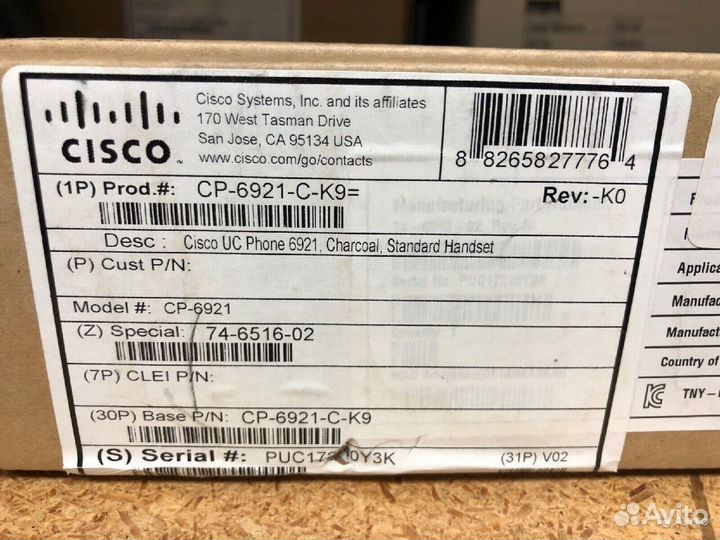 CISCO
Cisco Systems, Inc. and its affiliates
170 West Tasman Drive
San Jose, CA 95134 USA
www.cisco.com/go/contacts
8 8265827776 4
(1P) Prod.#: CP-6921-C-K9=
Rev:-K0
Desc : Cisco UC Phone 6921, Charcoal, Standard Handset
(P) Cust P/N:
Model #: CP-6921
(Z) Special: 74-6516-02
(7P) CLEI P/N:
(30P) Base P/N: CP-6921-C-K9
(S) Serial #:
(31P) V02
Applica
Manufac
Manufact
Country of
TNY –
Avito